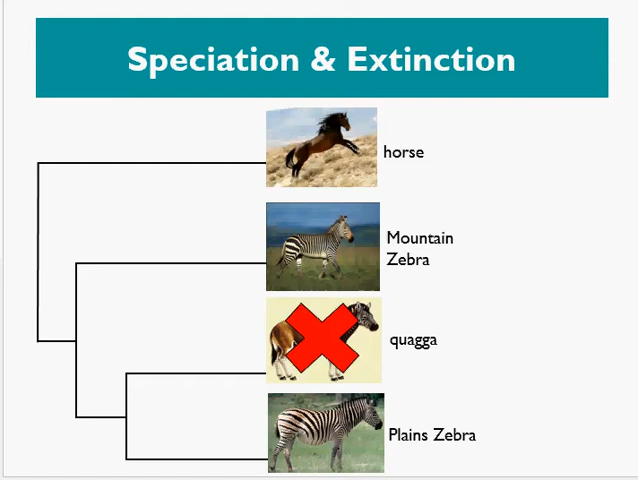 Speciation & Extinction
horse
Mountain
Zebra
quagga
Plains Zebra